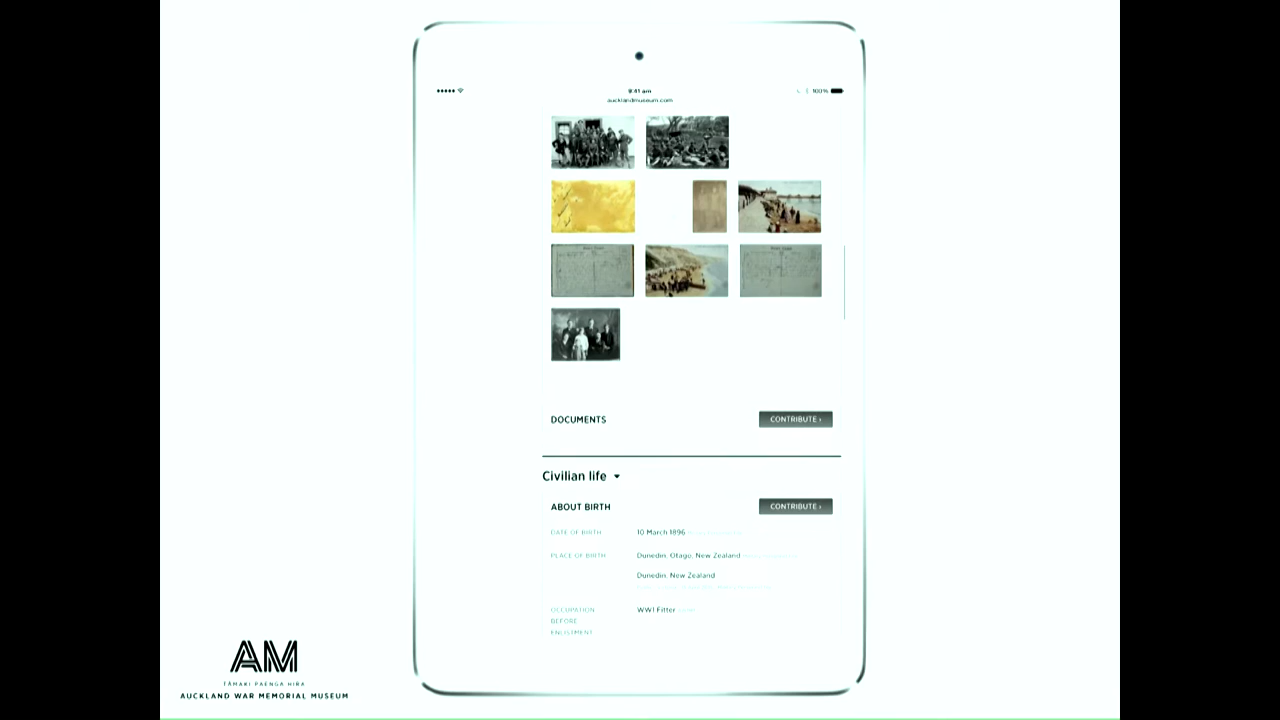 9:41 am
100%
aucklandmuseum.com
DOCUMENTS
CONTRIBUTE ›
Civilian life
ABOUT BIRTH
CONTRIBUTE ›
DATE OF BIRTH
10 March 1896
PLACE OF BIRTH
Dunedin, Otago, New Zealand
Dunedin, New Zealand
OCCUPATION
BEFORE
ENLISTMENT
WW1 Fitter
AM
TĀMAKI PAENGA HIRA
AUCKLAND WAR MEMORIAL MUSEUM